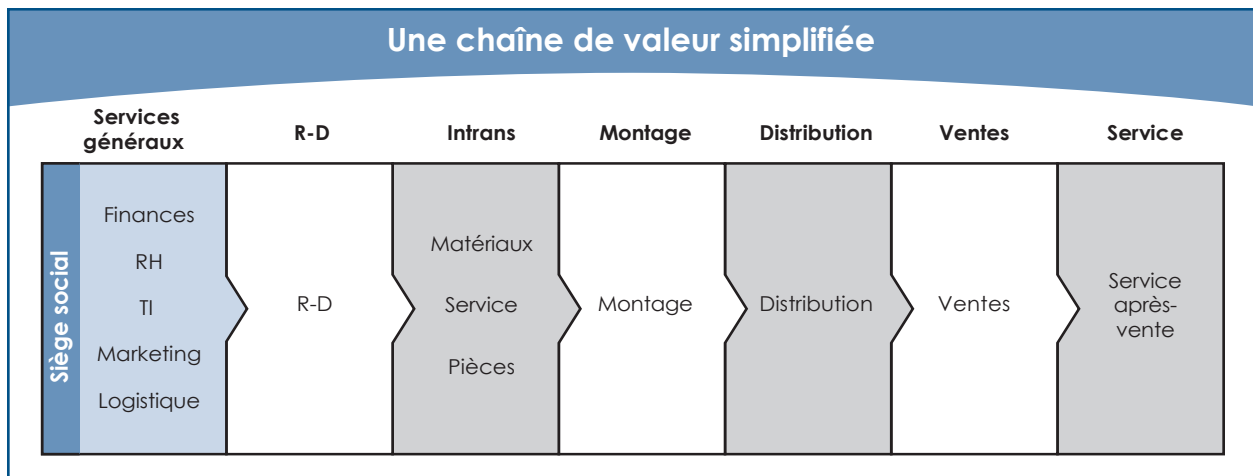 Une chaîne de valeur simplifiée
Services
généraux
R-D
Intrans
Montage
Distribution
Ventes
Service
Siège social
Finances
RH
TI
Marketing
Logistique
R-D
Matériaux
Service
Pièces
Montage
Distribution
Ventes
Service
après-
vente